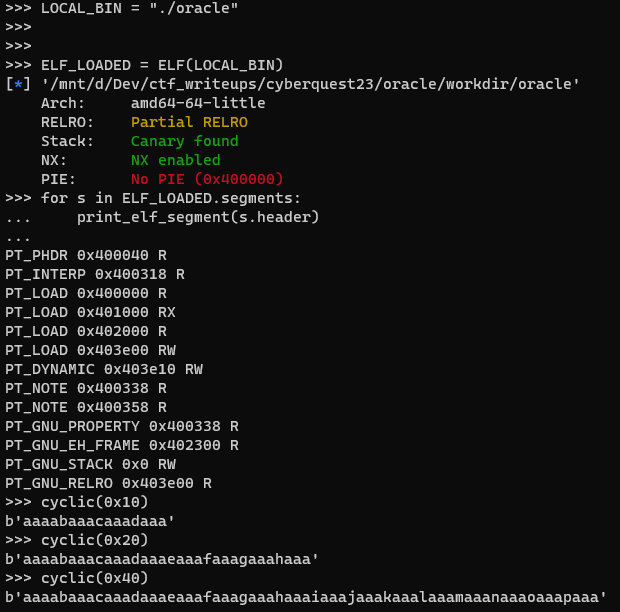 >>> LOCAL_BIN = "./oracle"
>>>
>>>
>>> ELF_LOADED = ELF(LOCAL_BIN)
[*] '/mnt/d/Dev/ctf_writeups/cyberquest23/oracle/workdir/oracle'
    Arch:     amd64-64-little
    RELRO:    Partial RELRO
    Stack:    Canary found
    NX:       NX enabled
    PIE:      No PIE (0x400000)
>>> for s in ELF_LOADED.segments:
...     print_elf_segment(s.header)
...
PT_PHDR 0x400040 R
PT_INTERP 0x400318 R
PT_LOAD 0x400000 R
PT_LOAD 0x401000 RX
PT_LOAD 0x402000 R
PT_LOAD 0x403e00 RW
PT_DYNAMIC 0x403e10 RW
PT_NOTE 0x400338 R
PT_NOTE 0x400358 R
PT_GNU_PROPERTY 0x400338 R
PT_GNU_EH_FRAME 0x402300 R
PT_GNU_STACK 0x0 RW
PT_GNU_RELRO 0x403e00 R
>>> cyclic(0x10)
b'aaaabaaacaaadaaa'
>>> cyclic(0x20)
b'aaaabaaacaaadaaaeaaafaaagaaahaaa'
>>> cyclic(0x40)
b'aaaabaaacaaadaaaeaaafaaagaaahaaaiaaajaaakaaalaaamaaanaaaoaaapaaa'